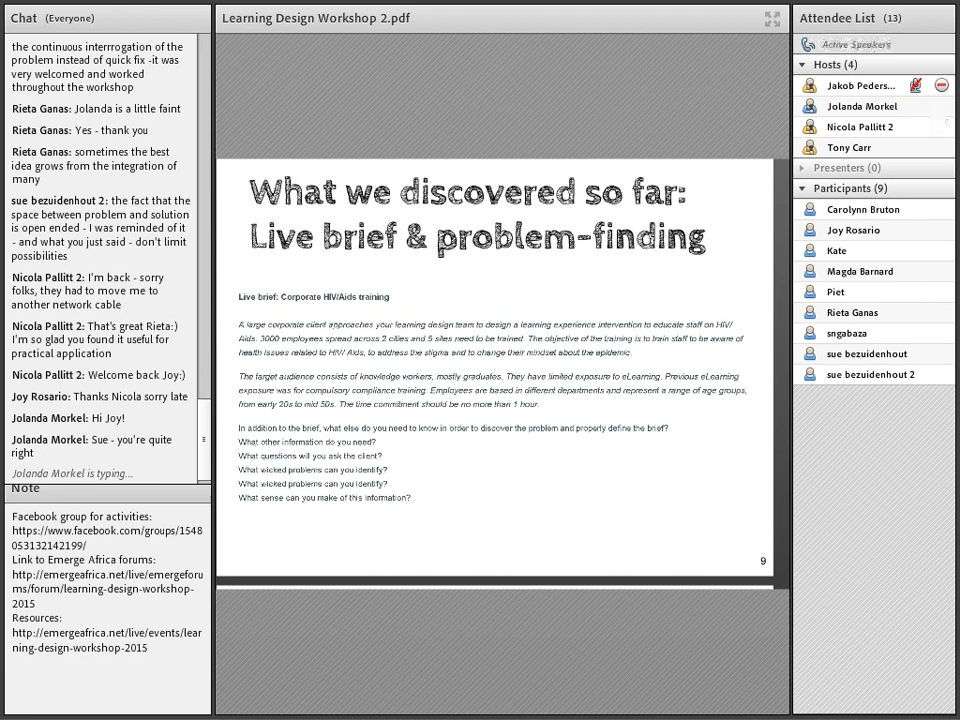 Chat (Everyone)
the continuous interrrogation of the
problem instead of quick fix -it was
very welcomed and worked
throughout the workshop
Rieta Ganas: Jolanda is a little faint
Rieta Ganas: Yes - thank you
Rieta Ganas: sometimes the best
idea grows from the integration of
many
sue bezuidenhout 2: the fact that the
space between problem and solution
is open ended - I was reminded of it
- and what you just said - don't limit
possibilities
Nicola Pallitt 2: I'm back - sorry
folks, they had to move me to
another network cable
Nicola Pallitt 2: That's great Rieta:)
I'm so glad you found it useful for
practical application
Nicola Pallitt 2: Welcome back Joy:)
Joy Rosario: Thanks Nicola sorry late
Jolanda Morkel: Hi Joy!
Jolanda Morkel: Sue - you're quite
right
Jolanda Morkel is typing...
Note
Facebook group for activities:
https://www.facebook.com/groups/1548
053132142199/
Link to Emerge Africa forums:
http://emergeafrica.net/live/emergeforu
ms/forum/learning-design-workshop-
2015
Resources:
http://emergeafrica.net/live/events/lear
ning-design-workshop-2015
Learning Design Workshop 2.pdf
What we discovered so far:
Live brief & problem-finding
Live brief: Corporate HIV/Aids training
A large corporate client approaches your learning design team to design a learning experience intervention to educate staff on HIV/
Aids. 3000 employees spread across 2 cities and 5 sites need to be trained. The objective of the training is to train staff to be aware of
health issues related to HIV/ Aids, to address the stigma and to change their mindset about the epidemic.
The target audience consists of knowledge workers, mostly graduates. They have limited exposure to eLearning. Previous eLearning
exposure was for compulsory compliance training. Employees are based in different departments and represent a range of age groups,
from early 20s to mid 50s. The time commitment should be no more than 1 hour.
In addition to the brief, what else do you need to know in order to discover the problem and properly define the brief?
What other information do you need?
What questions will you ask the client?
What wicked problems can you identify?
What wicked problems can you identify?
What sense can you make of this information?
9
Attendee List (13)
Active Speakers
Hosts (4)
Jakob Peders...
Jolanda Morkel
Nicola Pallitt 2
Tony Carr
Presenters (0)
Participants (9)
Carolynn Bruton
Joy Rosario
Kate
Magda Barnard
Piet
Rieta Ganas
sngabaza
sue bezuidenhout
sue bezuidenhout 2